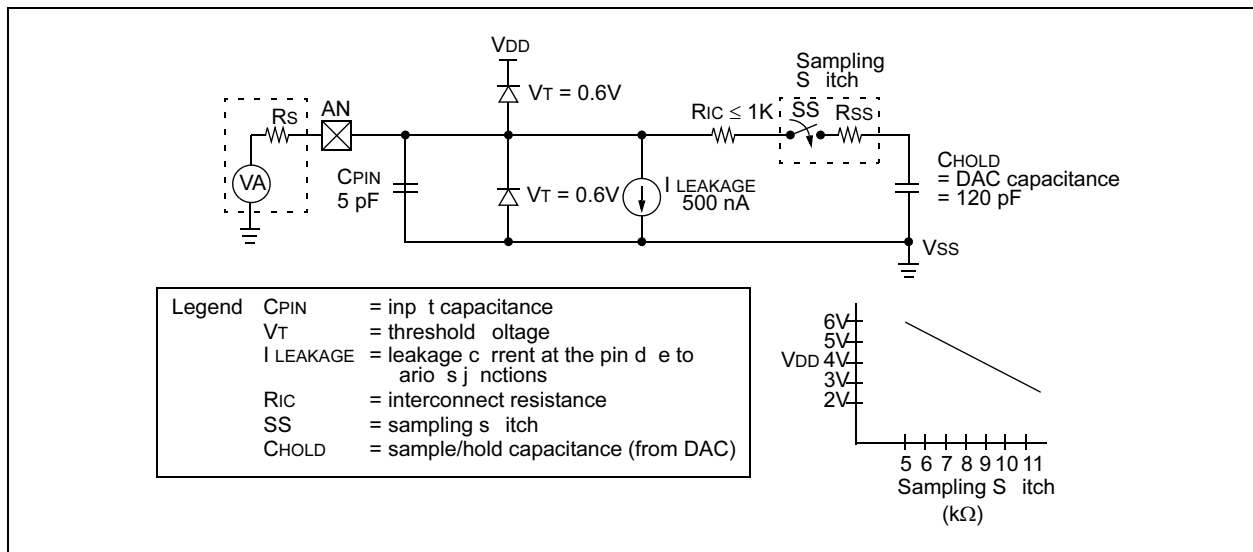 VDD
Sampling
S itch
VT = 0.6V
RS
AN
RIC ≤ 1K
SS
RSS
VA
CPIN
5 pF
VT = 0.6V
I LEAKAGE
500 nA
CHOLD
= DAC capacitance
= 120 pF
VSS
Legend CPIN = inp t capacitance
VT = threshold oltage
I LEAKAGE = leakage c rrent at the pin d e to
ario s j nctions
RIC = interconnect resistance
SS = sampling s itch
CHOLD = sample/hold capacitance (from DAC)
6V
5V
VDD 4V
3V
2V
5 6 7 8 9 10 11
Sampling S itch
(kΩ)